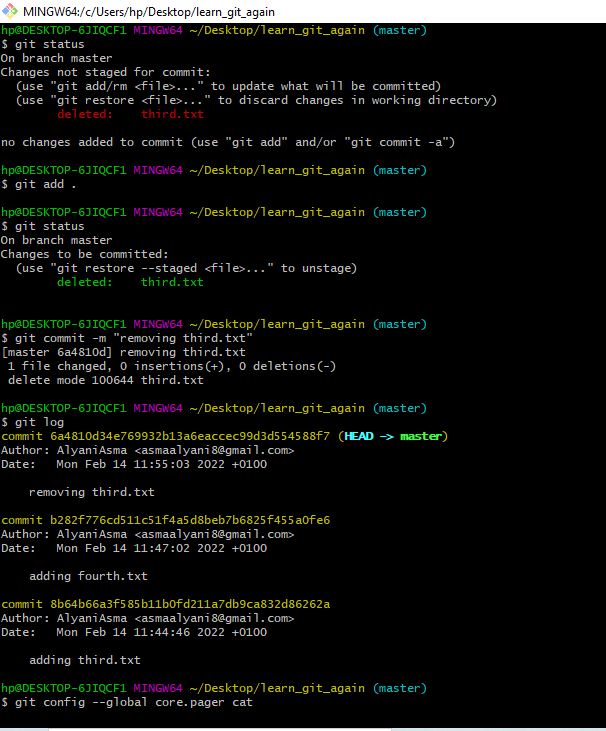 MINGW64:/c/Users/hp/Desktop/learn_git_again
hp@DESKTOP-6JIQCF1 MINGW64 ~/Desktop/learn_git_again (master)
$ git status
On branch master
Changes not staged for commit:
  (use "git add/rm <file>..." to update what will be committed)
  (use "git restore <file>..." to discard changes in working directory)
        deleted:    third.txt

no changes added to commit (use "git add" and/or "git commit -a")

hp@DESKTOP-6JIQCF1 MINGW64 ~/Desktop/learn_git_again (master)
$ git add .

hp@DESKTOP-6JIQCF1 MINGW64 ~/Desktop/learn_git_again (master)
$ git status
On branch master
Changes to be committed:
  (use "git restore --staged <file>..." to unstage)
        deleted:    third.txt


hp@DESKTOP-6JIQCF1 MINGW64 ~/Desktop/learn_git_again (master)
$ git commit -m "removing third.txt"
[master 6a4810d] removing third.txt
 1 file changed, 0 insertions(+), 0 deletions(-)
 delete mode 100644 third.txt

hp@DESKTOP-6JIQCF1 MINGW64 ~/Desktop/learn_git_again (master)
$ git log
commit 6a4810d34e769932b13a6eaccec99d3d554588f7 (HEAD -> master)
Author: AlyaniAsma <asmaalyani8@gmail.com>
Date:   Mon Feb 14 11:55:03 2022 +0100

    removing third.txt

commit b282f776cd511c51f4a5d8beb7b6825f455a0fe6
Author: AlyaniAsma <asmaalyani8@gmail.com>
Date:   Mon Feb 14 11:47:02 2022 +0100

    adding fourth.txt

commit 8b64b66a3f585b11b0fd211a7db9ca832d86262a
Author: AlyaniAsma <asmaalyani8@gmail.com>
Date:   Mon Feb 14 11:44:46 2022 +0100

    adding third.txt

hp@DESKTOP-6JIQCF1 MINGW64 ~/Desktop/learn_git_again (master)
$ git config --global core.pager cat